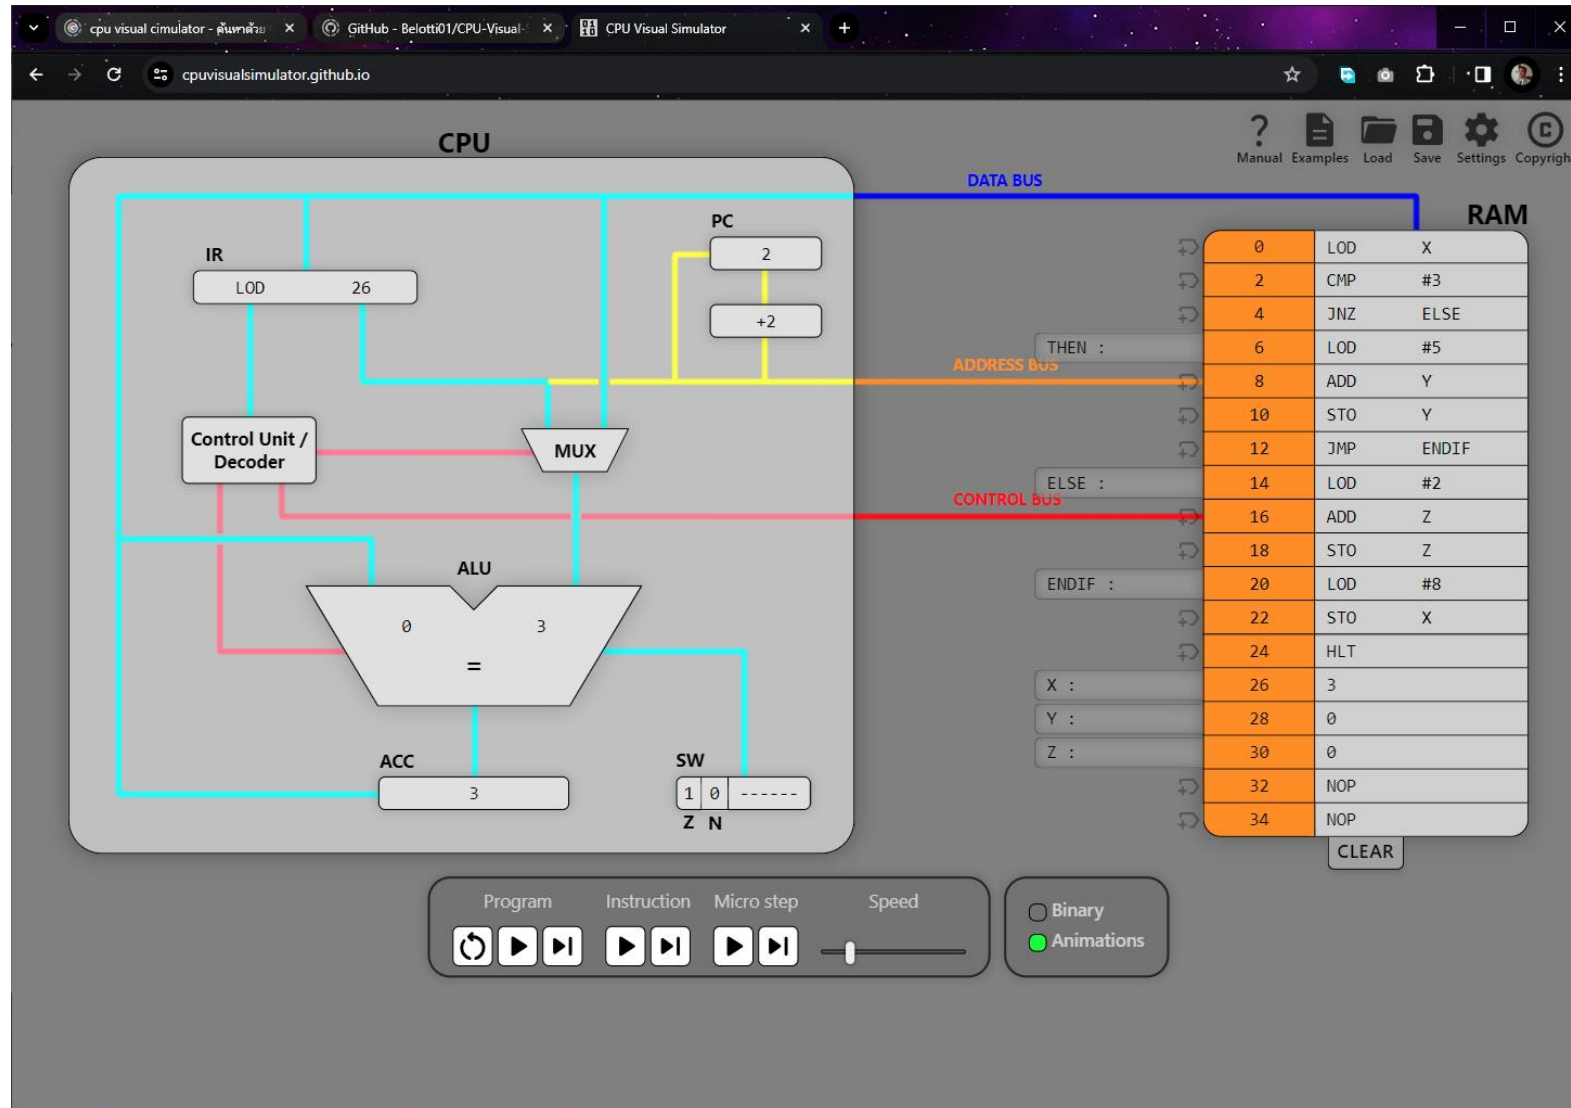 cpu visual cimulator - ค้นหาด้วย
GitHub - Belotti01/CPU-Visual-
CPU Visual Simulator
cpuvisualsimulator.github.io
Manual Examples Load Save Settings Copyrigh
CPU
DATA BUS
RAM
PC
2
+2
IR
LOD 26
ADDRESS BUS
Control Unit /
Decoder
MUX
CONTROL BUS
ALU
0 3
=
ACC
3
SW
1 0 ------
Z N
0 LOD X
2 CMP #3
4 JNZ ELSE
THEN : 6 LOD #5
8 ADD Y
10 STO Y
12 JMP ENDIF
ELSE : 14 LOD #2
16 ADD Z
18 STO Z
ENDIF : 20 LOD #8
22 STO X
24 HLT
X : 26 3
Y : 28 0
Z : 30 0
32 NOP
34 NOP
CLEAR
Program Instruction Micro step Speed
Binary
Animations